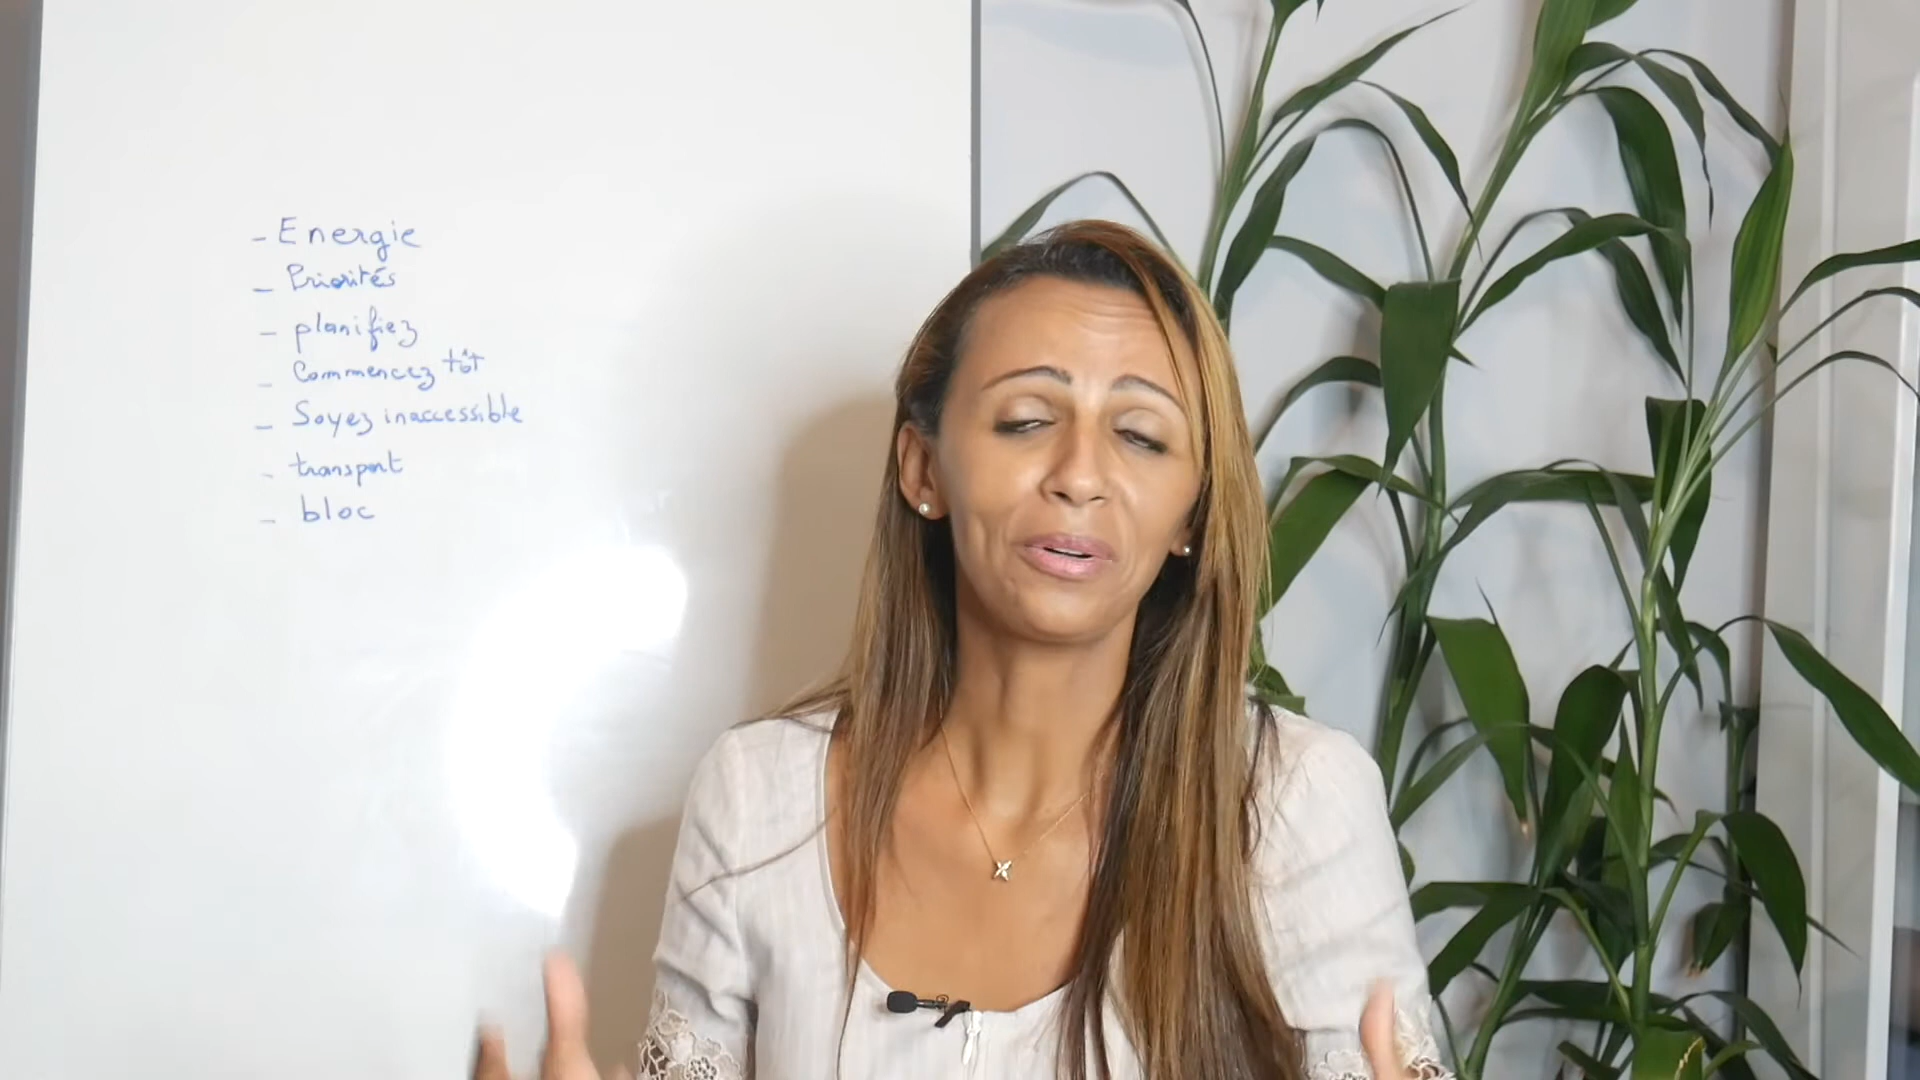 - Energie
- Priorités
- planifiez
- Commencez tôt
- Soyez inaccessible
- transport
- bloc